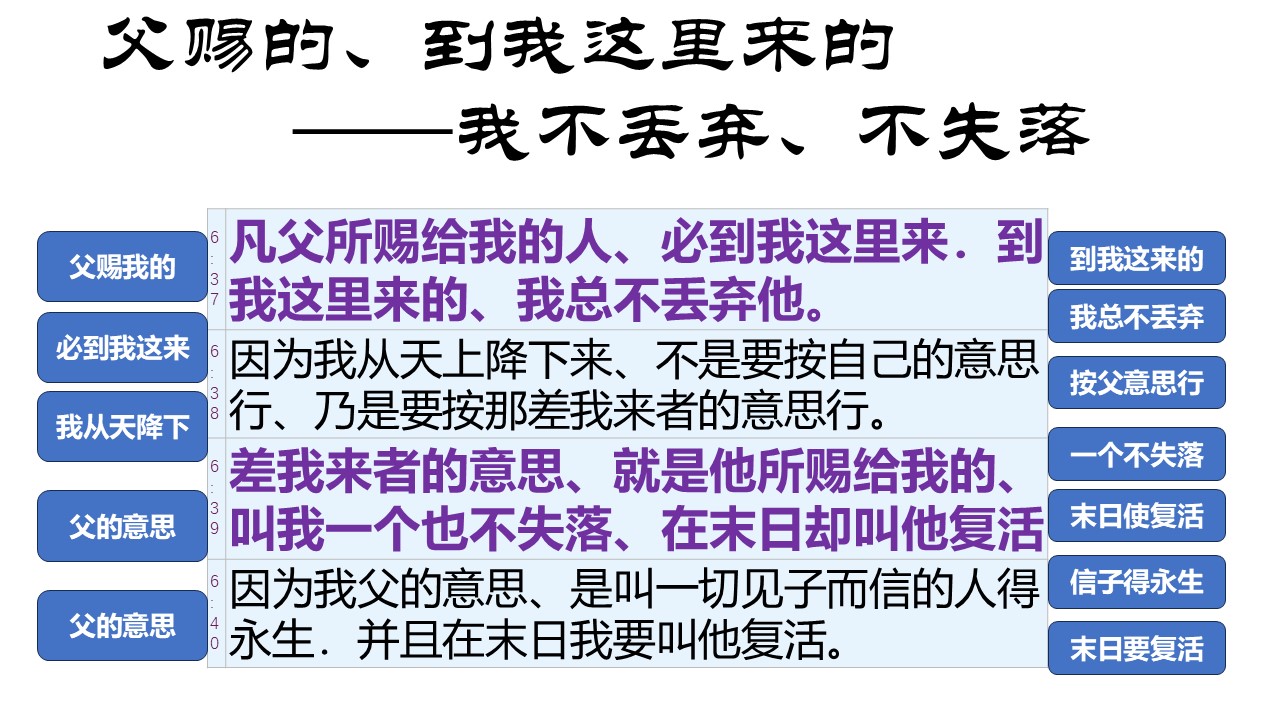 父赐的、到我这里来的
——我不丢弃、不失落
父赐我的
必到我这来
我从天降下
父的意思
父的意思
6:37
凡父所赐给我的人、必到我这里来．到
我这里来的、我总不丢弃他。
6:38
因为我从天上降下来、不是要按自己的意思
行、乃是要按那差我来者的意思行。
6:39
差我来者的意思、就是他所赐给我的、
叫我一个也不失落、在末日却叫他复活
6:40
因为我父的意思、是叫一切见子而信的人得
永生．并且在末日我要叫他复活。
到我这来的
我总不丢弃
按父意思行
一个不失落
末日使复活
信子得永生
末日要复活